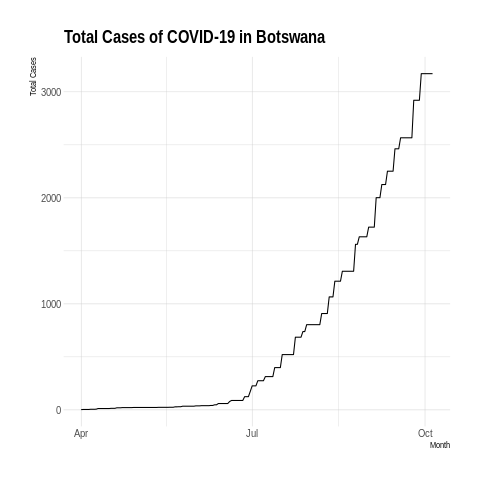 Total Cases of COVID-19 in Botswana
Total Cases
3000
2000
1000
0
Apr
Jul
Oct
Month